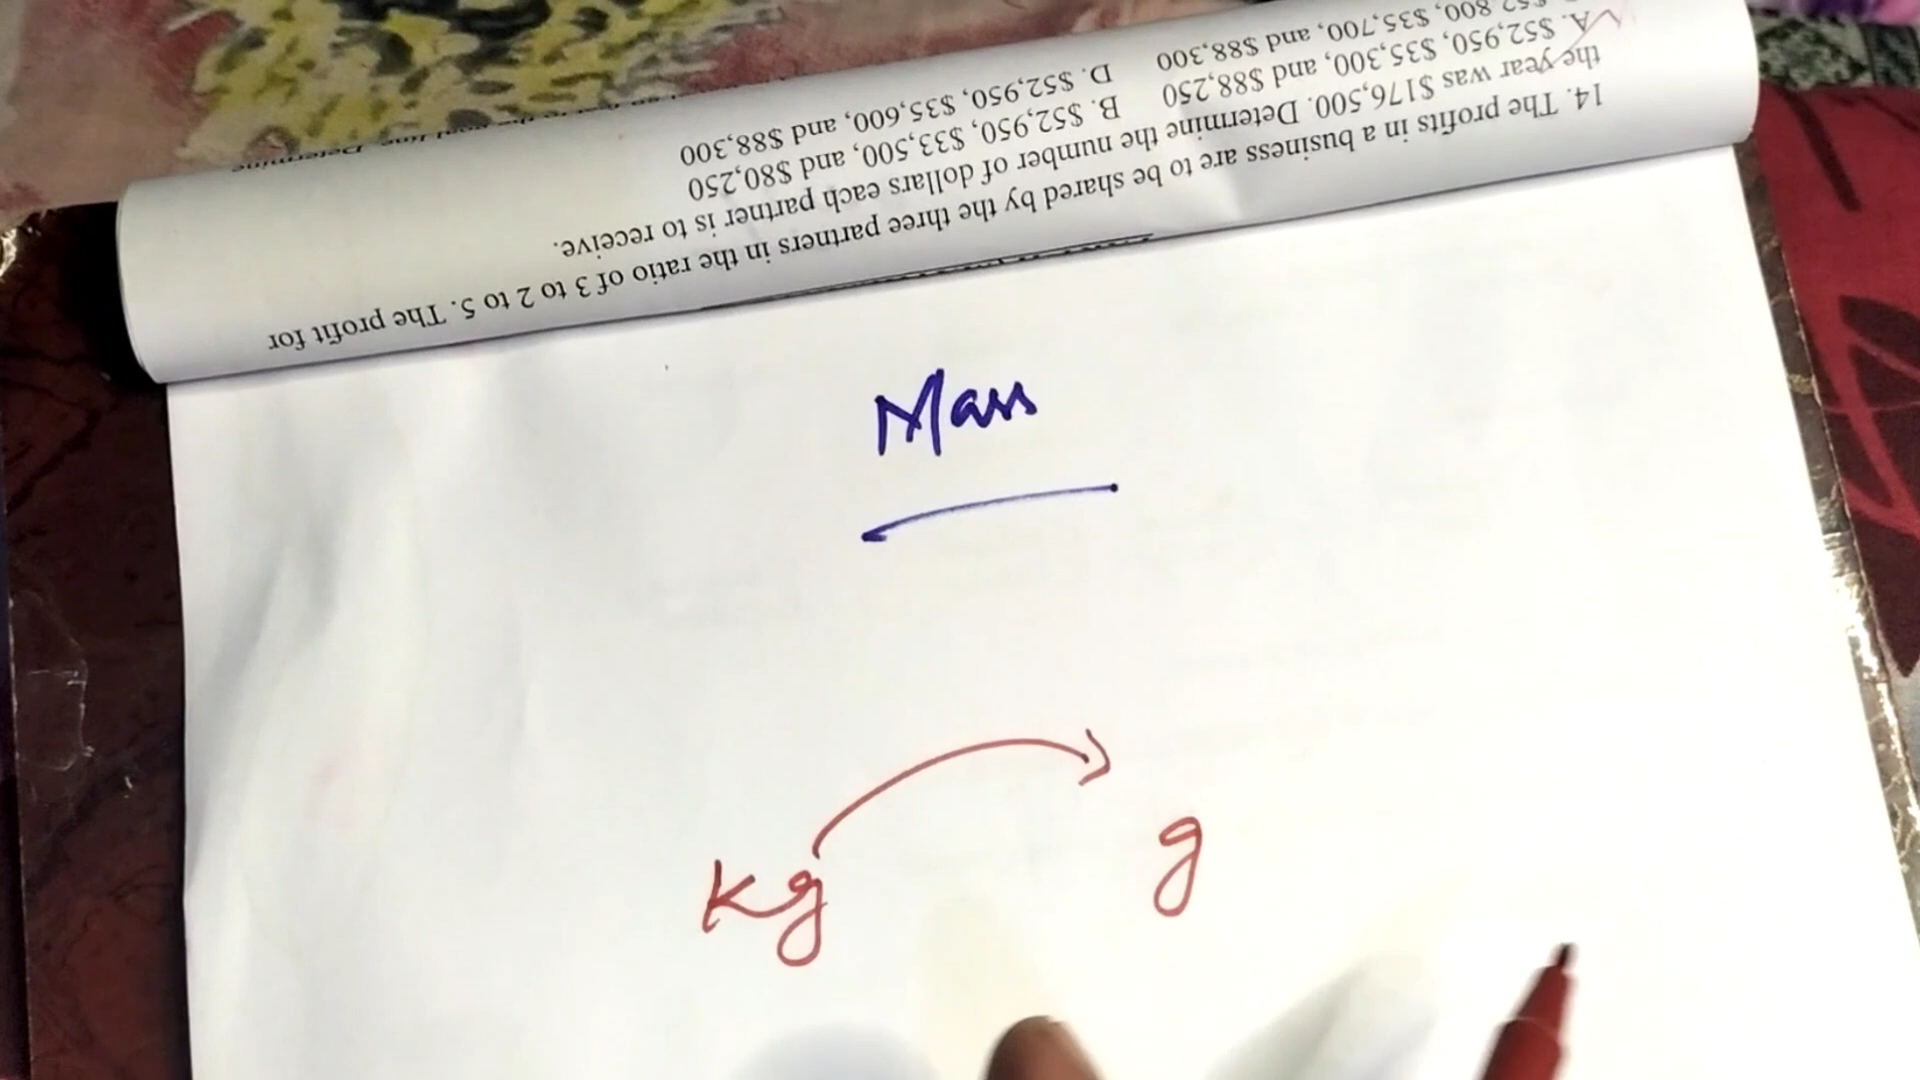 14. The profits in a business are to be shared by the three partners in the ratio of 3 to 2 to 5. The profit for
the year was $176,500. Determine the number of dollars each partner is to receive.
A. $52,950, $35,300, and $88,250 B. $52,950, $33,500, and $80,250
$52,800, $35,700, and $88,300 D. $52,950, $35,600, and $88,300
Mass
Kg g